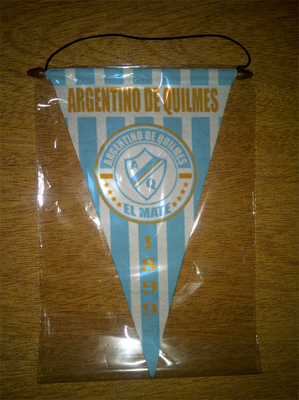 ARGENTINO DE QUILMES
ARGENTINO DE QUILMES
A
Q
EL MATE
1899